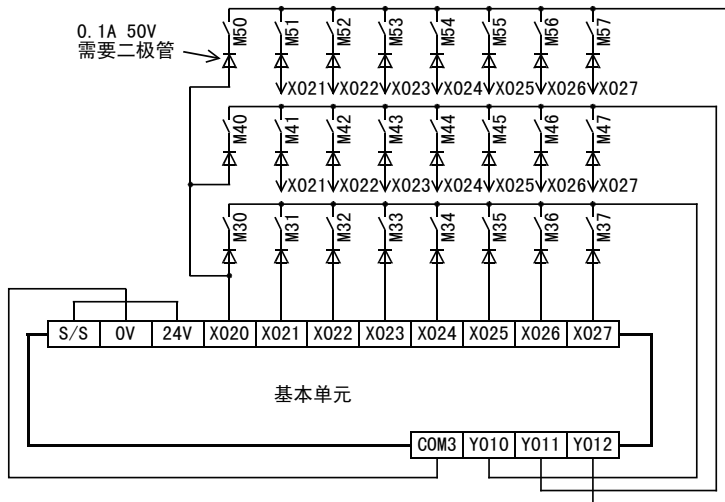 0.1A 50V
需要二极管
M50 M51 M52 M53 M54 M55 M56 M57
X021 X022 X023 X024 X025 X026 X027
M40 M41 M42 M43 M44 M45 M46 M47
X021 X022 X023 X024 X025 X026 X027
M30 M31 M32 M33 M34 M35 M36 M37
S/S 0V 24V X020 X021 X022 X023 X024 X025 X026 X027
基本单元
COM3 Y010 Y011 Y012